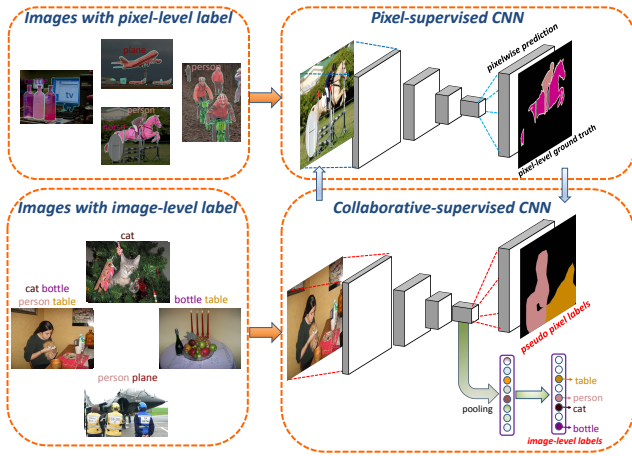 Images with pixel-level label
Pixel-supervised CNN
plane
person
tv
person
pixelwise prediction
pixel-level ground truth
Images with image-level label
Collaborative-supervised CNN
cat
cat bottle
person table
bottle table
person plane
pseudo pixel labels
pooling
table
person
cat
bottle
image-level labels